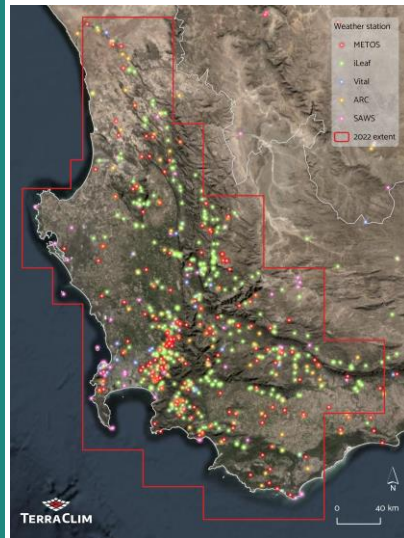 Weather station
METOS
iLeaf
Vital
ARC
SAWS
2022 extent
N
0 40 km
TERRACLIM